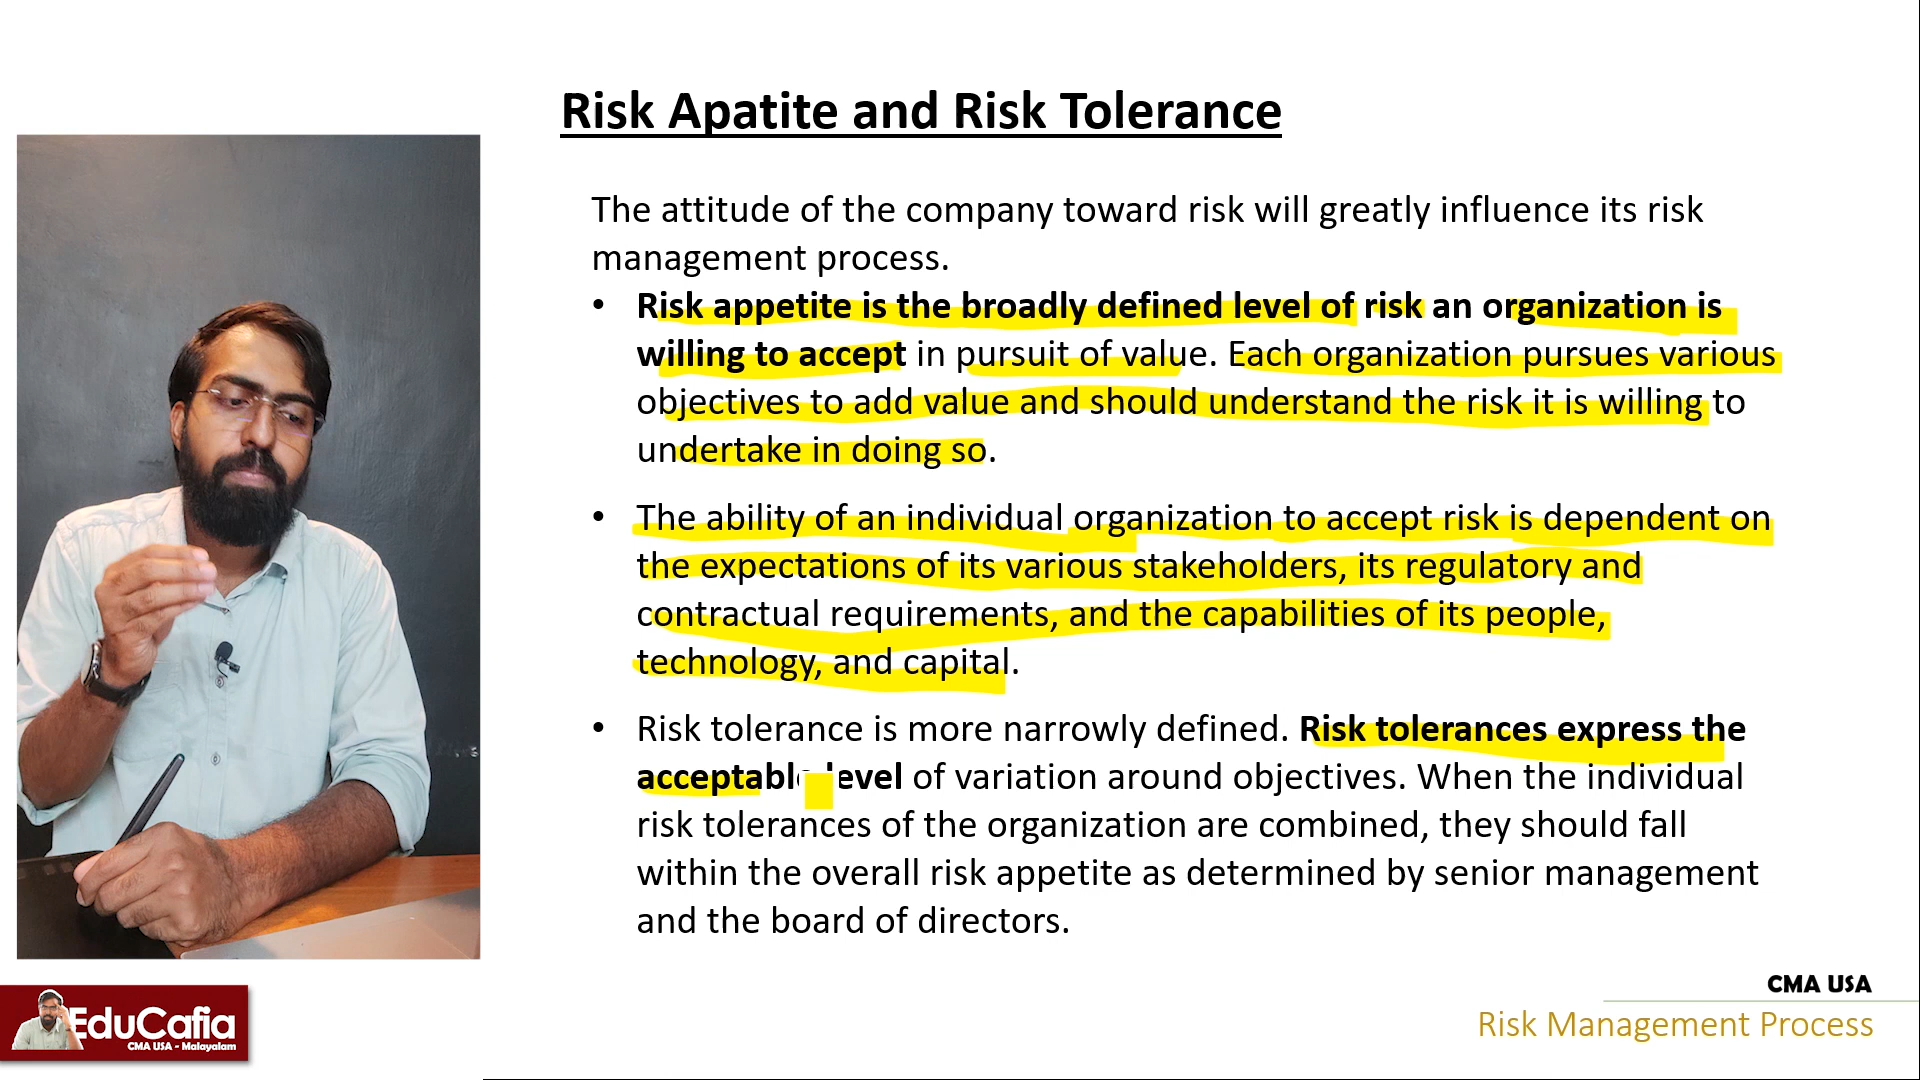 Risk Apatite and Risk Tolerance
The attitude of the company toward risk will greatly influence its risk
management process.
• Risk appetite is the broadly defined level of risk an organization is
willing to accept in pursuit of value. Each organization pursues various
objectives to add value and should understand the risk it is willing to
undertake in doing so.
• The ability of an individual organization to accept risk is dependent on
the expectations of its various stakeholders, its regulatory and
contractual requirements, and the capabilities of its people,
technology, and capital.
• Risk tolerance is more narrowly defined. Risk tolerances express the
acceptable level of variation around objectives. When the individual
risk tolerances of the organization are combined, they should fall
within the overall risk appetite as determined by senior management
and the board of directors.
CMA USA
Risk Management Process
EduCafia
CMA USA - Malayalam